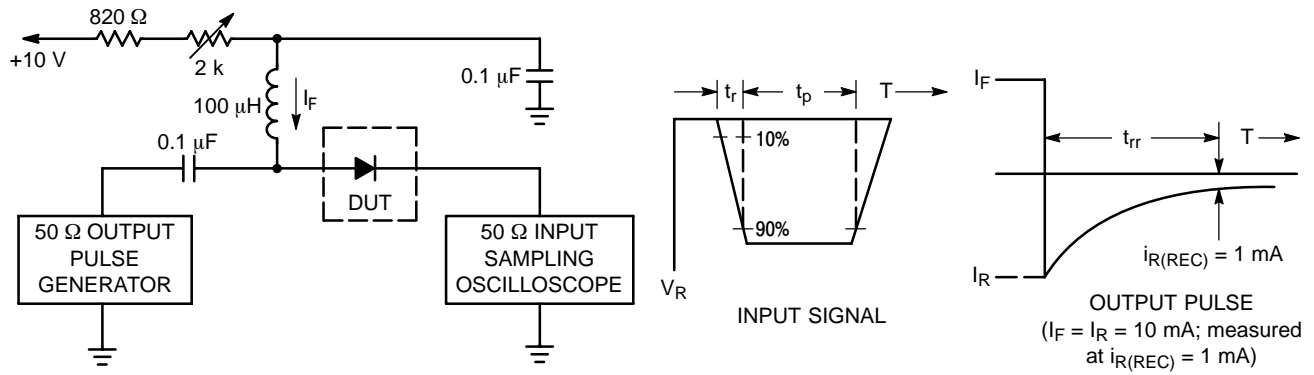 820 Ω
+10 V
2 k
100 μH
I_F
0.1 μF
0.1 μF
DUT
50 Ω OUTPUT
PULSE
GENERATOR
50 Ω INPUT
SAMPLING
OSCILLOSCOPE
t_r
t_p
T
10%
90%
V_R
INPUT SIGNAL
I_F
t_rr
T
I_R
i_R(REC) = 1 mA
OUTPUT PULSE
(I_F = I_R = 10 mA; measured
at i_R(REC) = 1 mA)